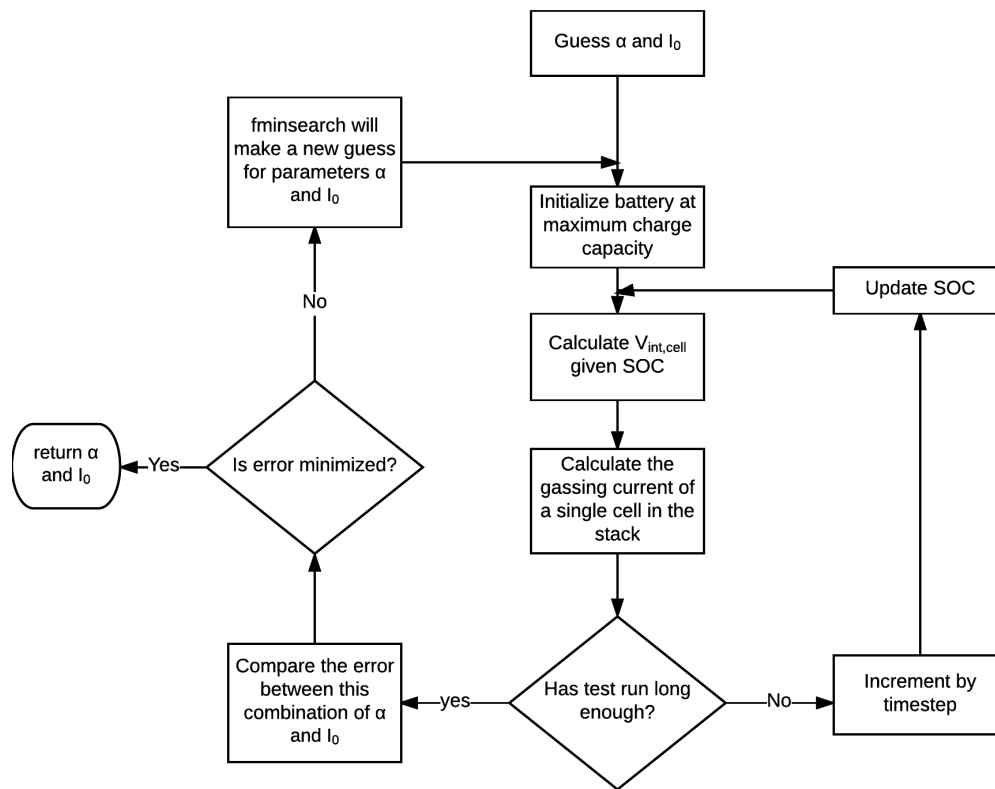 Guess α and I₀
fminsearch will
make a new guess
for parameters α
and I₀
Initialize battery at
maximum charge
capacity
Update SOC
No
Calculate Vint,cell
given SOC
return α
and I₀
Yes
Is error minimized?
Calculate the
gassing current of
a single cell in the
stack
Compare the error
between this
combination of α
and I₀
yes
Has test run long
enough?
No
Increment by
timestep